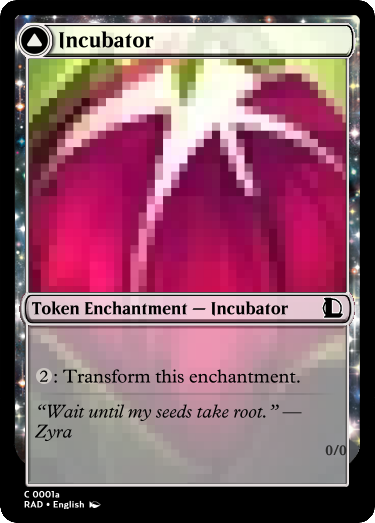 Incubator
Token Enchantment — Incubator
2: Transform this enchantment.
“Wait until my seeds take root.” —
Zyra
0/0
C 0001a
RAD • English